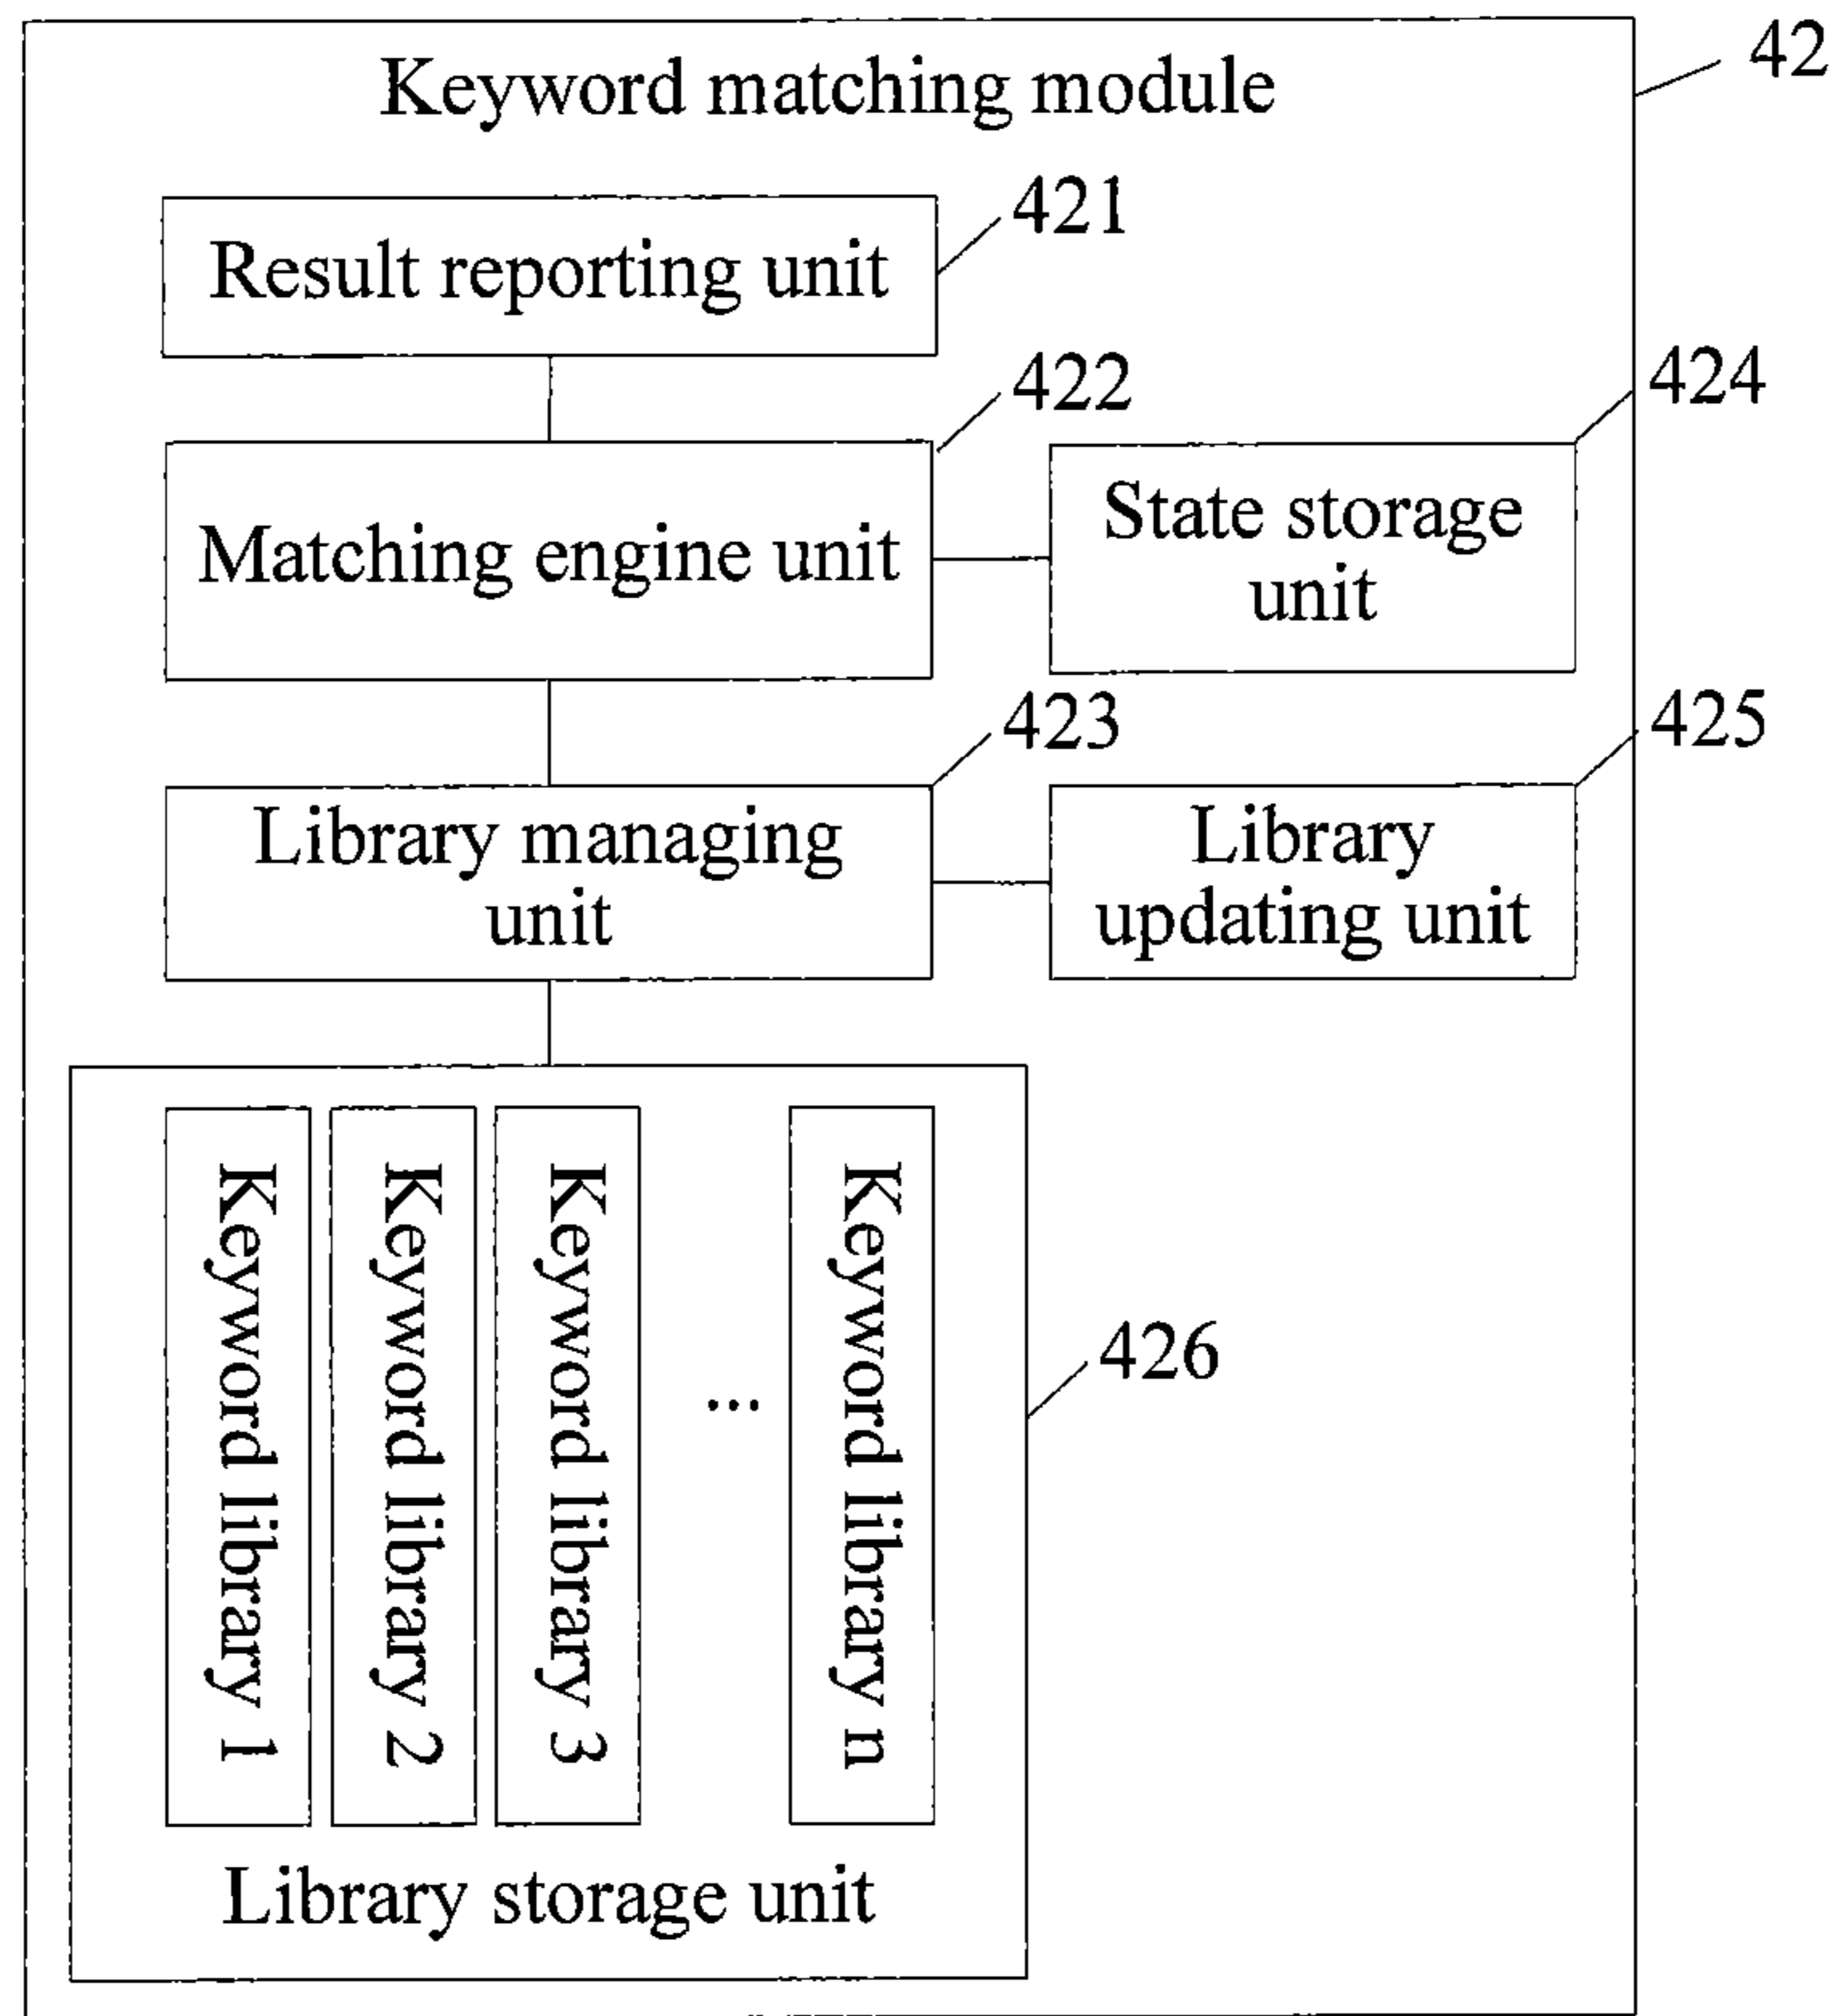 42
Keyword matching module
421
Result reporting unit
422
424
Matching engine unit
State storage
unit
423
425
Library managing
unit
Library
updating unit
426
Keyword library 1
Keyword library 2
Keyword library 3
...
Keyword library n
Library storage unit